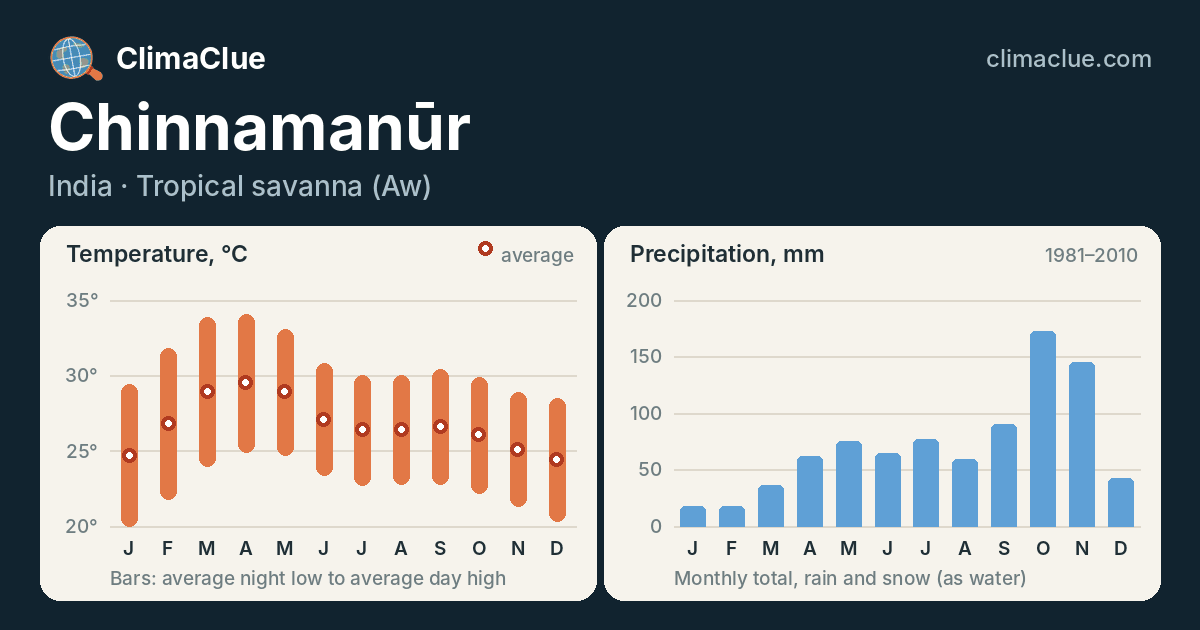 ClimaClue
climaclue.com
Chinnamanūr
India · Tropical savanna (Aw)
Temperature, °C
average
35°
30°
25°
20°
J F M A M J J A S O N D
Bars: average night low to average day high
Precipitation, mm
1981–2010
200
150
100
50
0
J F M A M J J A S O N D
Monthly total, rain and snow (as water)